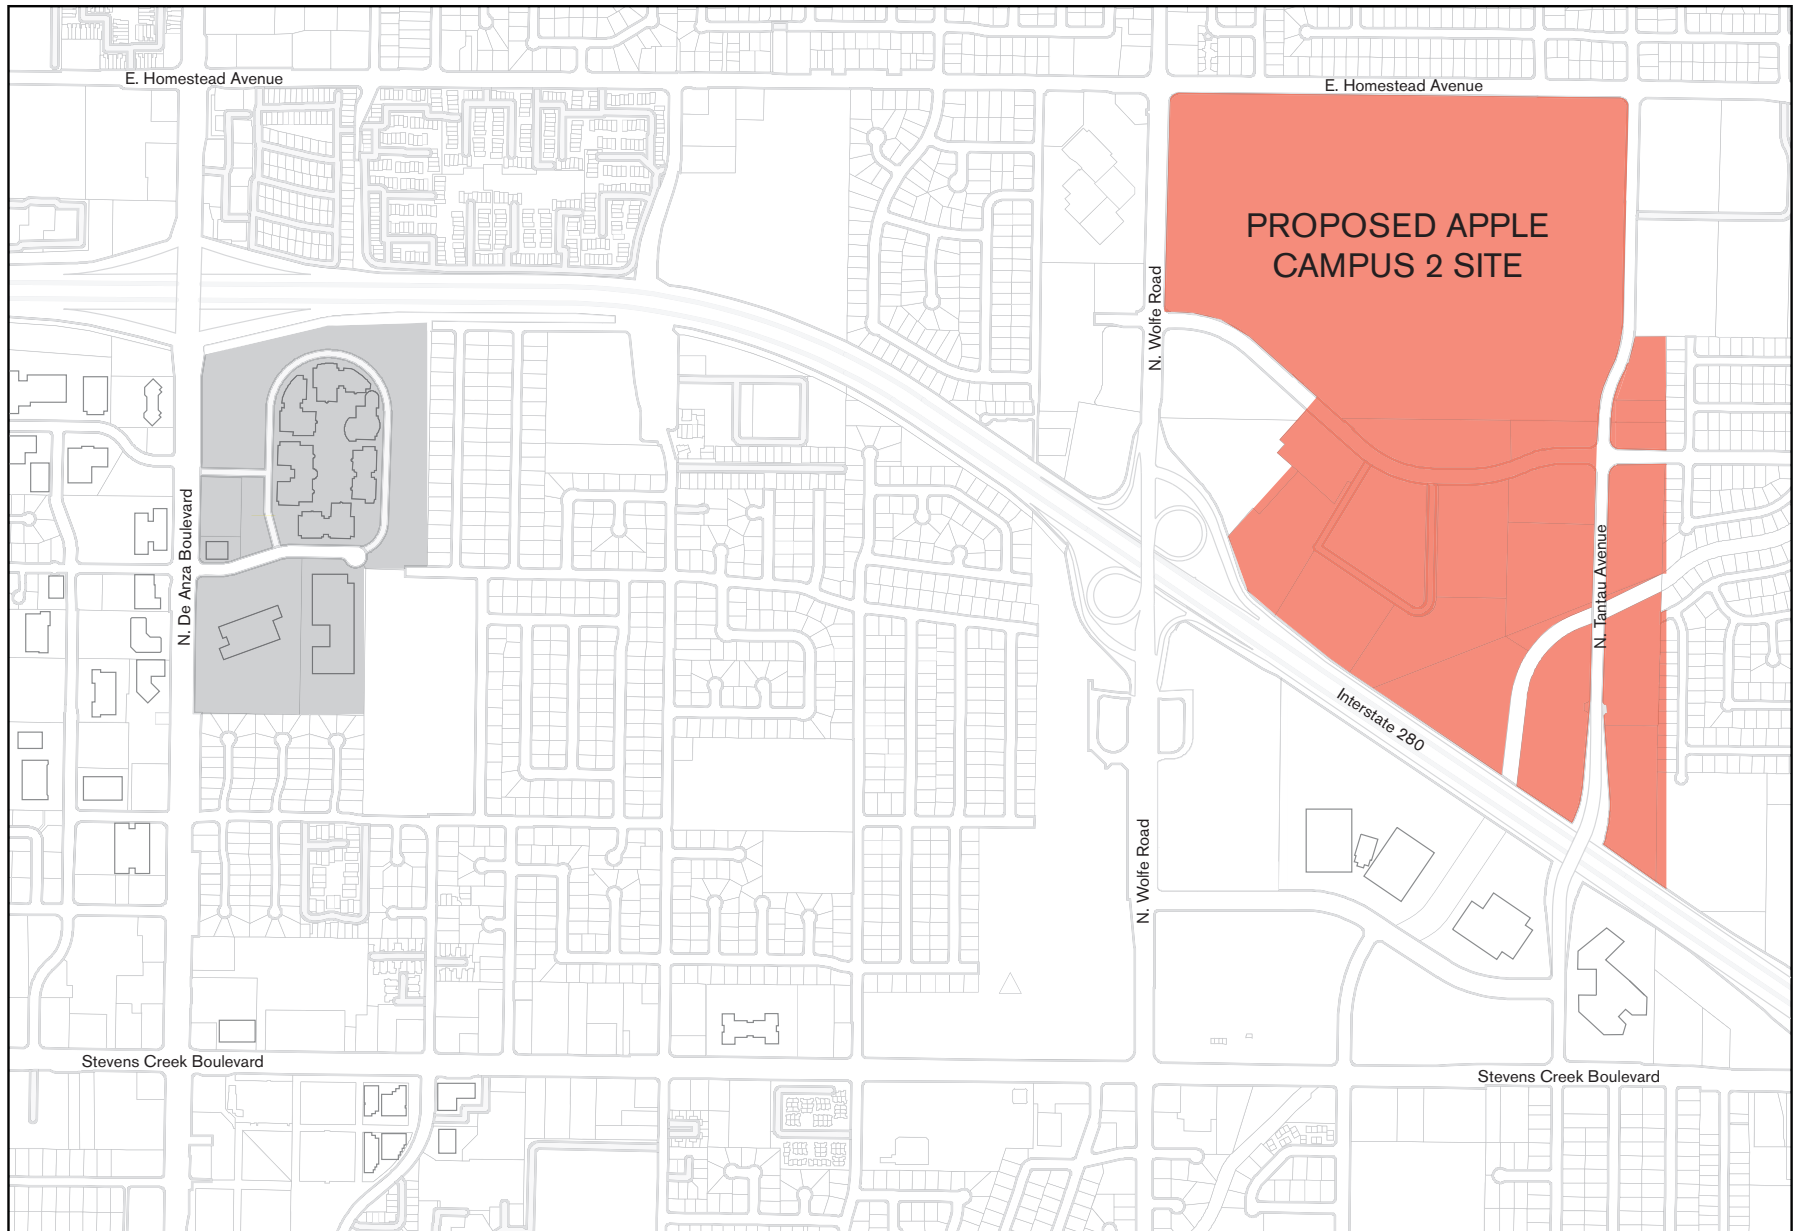 E. Homestead Avenue
E. Homestead Avenue
PROPOSED APPLE
CAMPUS 2 SITE
N. Wolfe Road
N. De Anza Boulevard
N. Tantau Avenue
Interstate 280
N. Wolfe Road
Stevens Creek Boulevard
Stevens Creek Boulevard